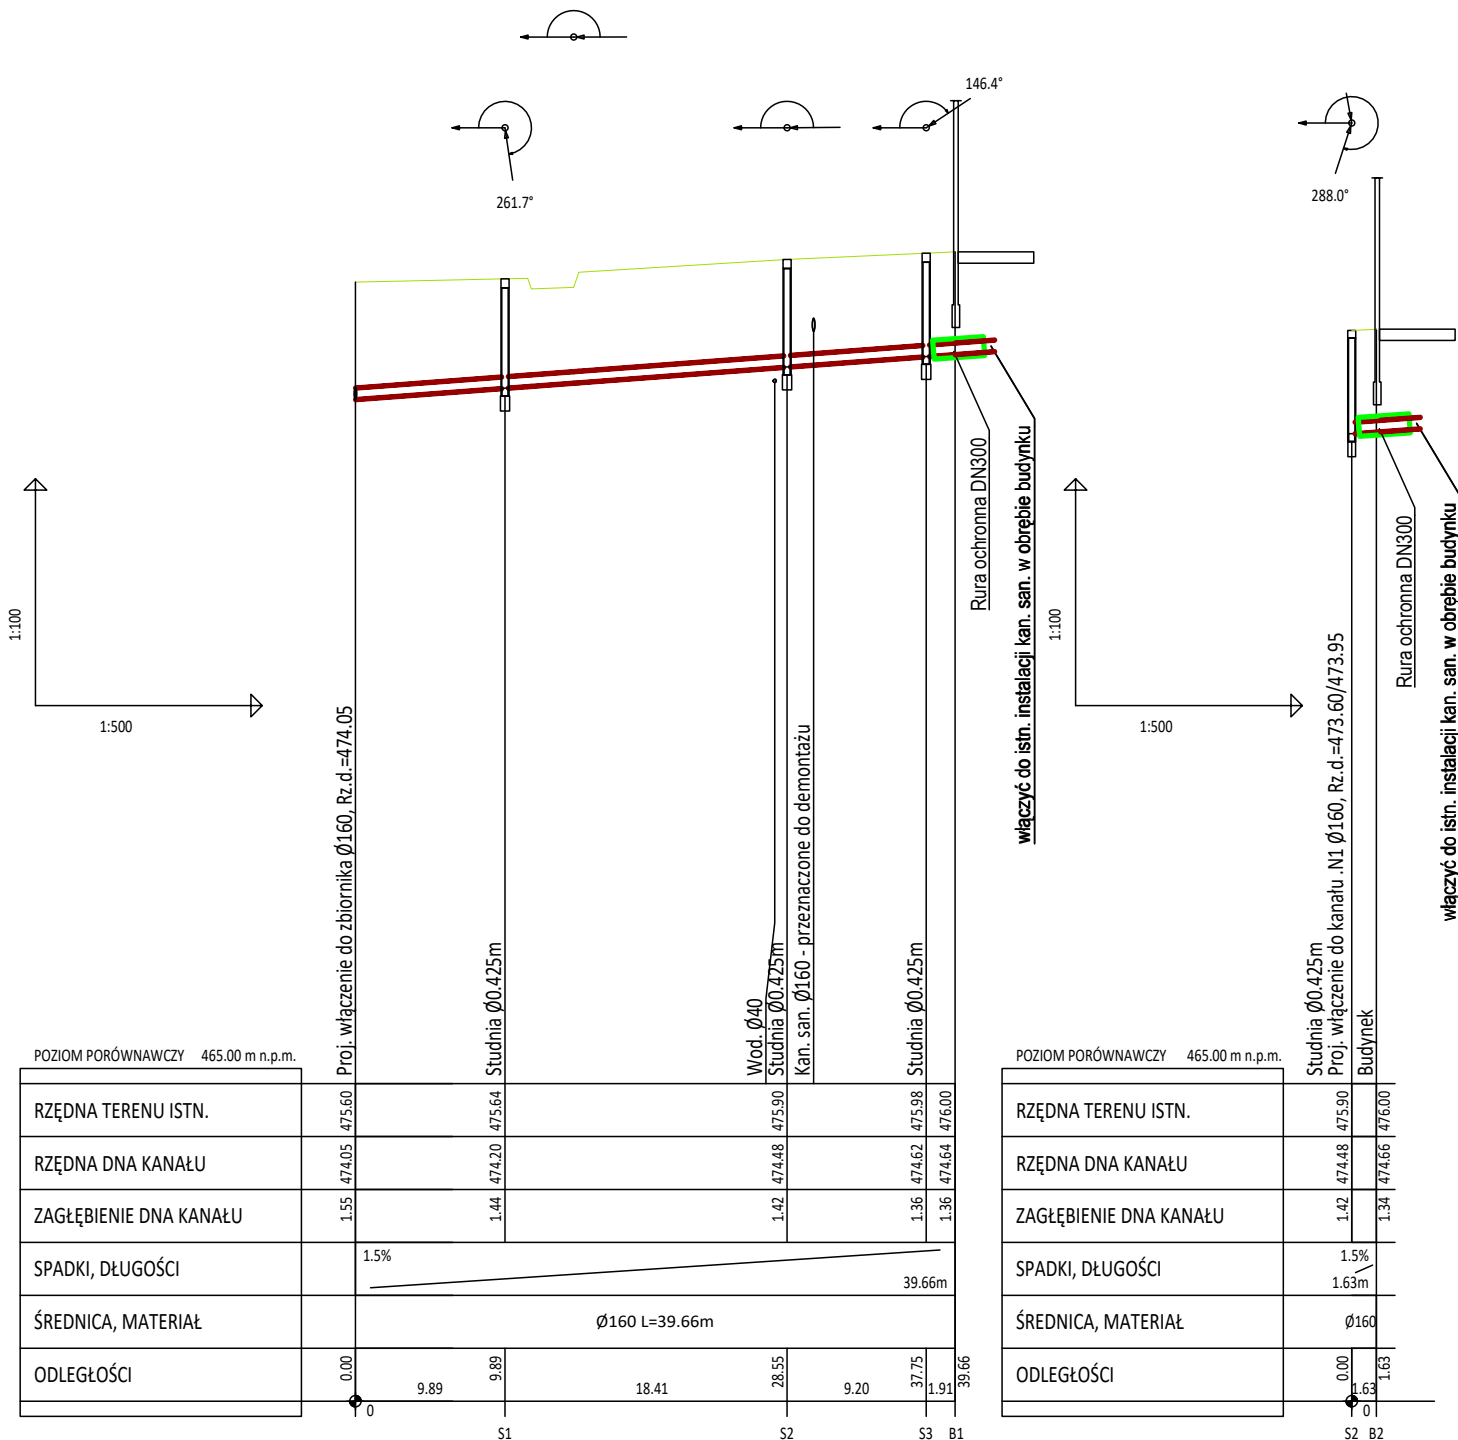 146.4°
261.7°
288.0°
1:100
1:500
Proj. włączenie do zbiornika Ø160, Rz.d.=474.05
Studnia Ø0.425m
Wod. Ø40
Studnia Ø0.425m
Kan. san. Ø160 - przeznaczone do demontażu
Studnia Ø0.425m
Rura ochronna DN300
włączyć do istn. instalacji kan. san. w obrębie budynku
1:100
1:500
Studnia Ø0.425m
Proj. włączenie do kanału .N1 Ø160, Rz.d.=473.60/473.95
Budynek
Rura ochronna DN300
włączyć do istn. instalacji kan. san. w obrębie budynku
POZIOM PORÓWNAWCZY 465.00 m n.p.m.
RZĘDNA TERENU ISTN. 475.60 475.64 475.90 475.98 476.00
RZĘDNA DNA KANAŁU 474.05 474.20 474.48 474.62 474.64
ZAGŁĘBIENIE DNA KANAŁU 1.55 1.44 1.42 1.36 1.36
SPADKI, DŁUGOŚCI 1.5% 39.66m
ŚREDNICA, MATERIAŁ Ø160 L=39.66m
ODLEGŁOŚCI 0.00 9.89 28.55 37.75 39.66
9.89 18.41 9.20 1.91
0
S1 S2 S3 B1
POZIOM PORÓWNAWCZY 465.00 m n.p.m.
RZĘDNA TERENU ISTN. 475.90 476.00
RZĘDNA DNA KANAŁU 474.48 474.66
ZAGŁĘBIENIE DNA KANAŁU 1.42 1.34
SPADKI, DŁUGOŚCI 1.5% 1.63m
ŚREDNICA, MATERIAŁ Ø160
ODLEGŁOŚCI 0.00 1.63
1.63
0
S2 B2